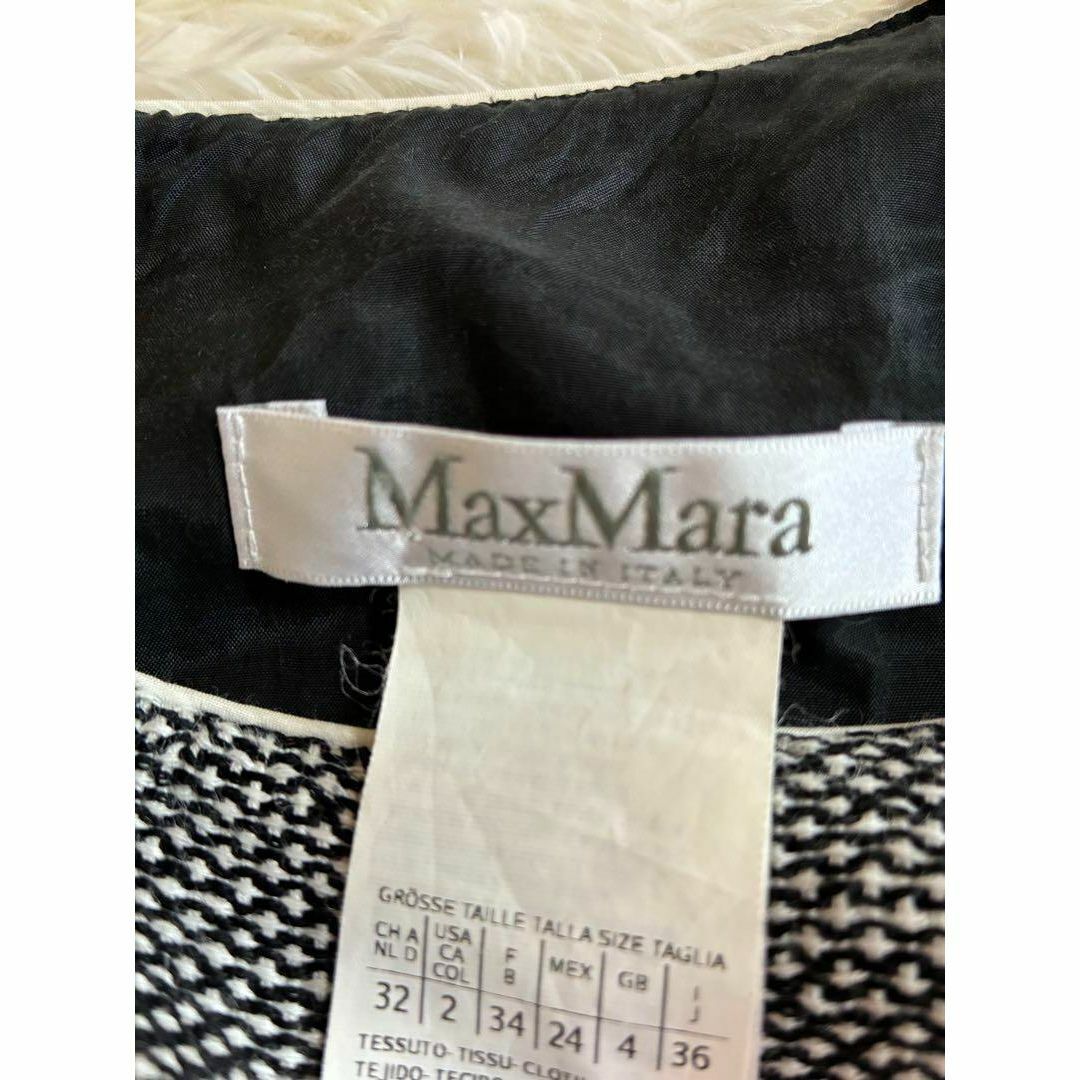 MaxMara
MADE IN ITALY
GRÖSSE TAILLE TALLA SIZE TAGLIA
CH A USA F MEX GB I
NL D CA B J
COL
32 2 34 24 4 36
TESSUTO-TISSU-
TEJIDO-